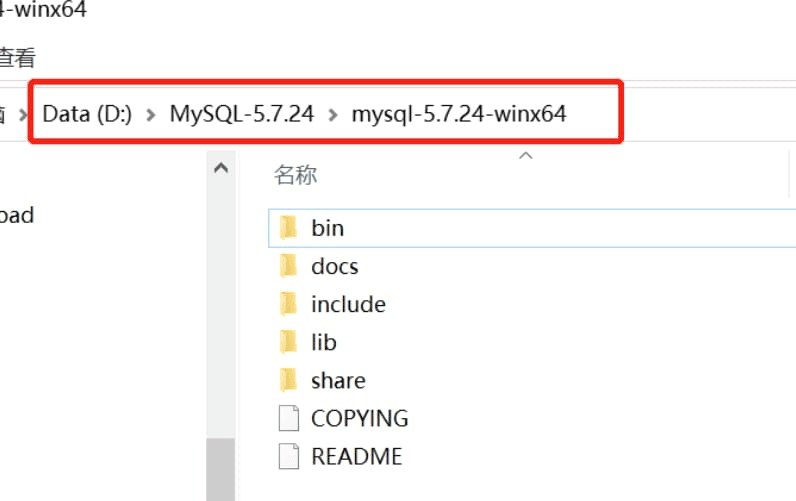 4-winx64
查看
Data (D:) > MySQL-5.7.24 > mysql-5.7.24-winx64
名称
oad
bin
docs
include
lib
share
COPYING
README